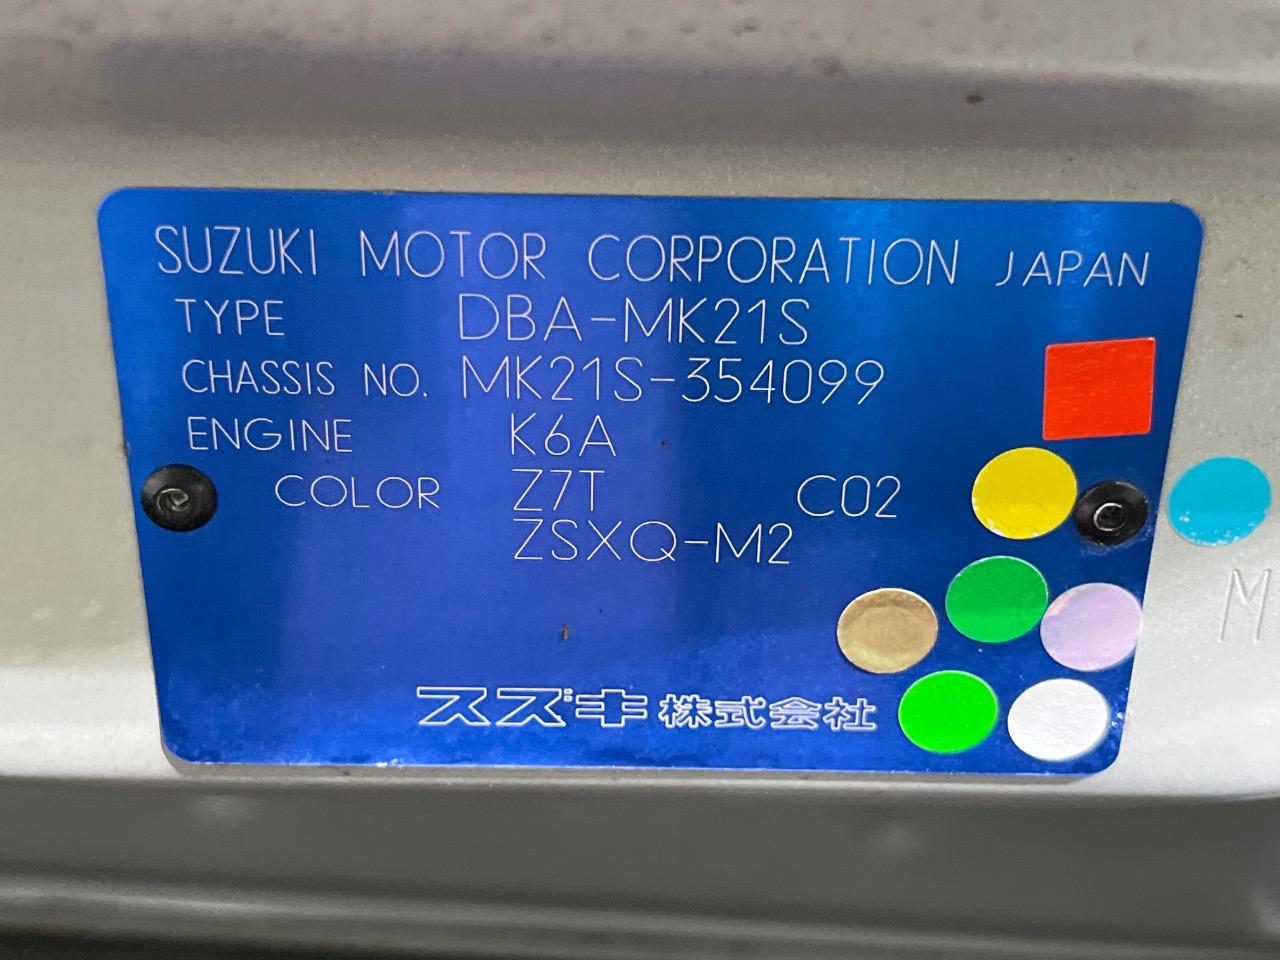 SUZUKI MOTOR CORPORATION JAPAN
TYPE DBA-MK21S
CHASSIS NO. MK21S-354099
ENGINE K6A
COLOR Z7T C02
ZSXQ-M2
スズキ株式会社
M